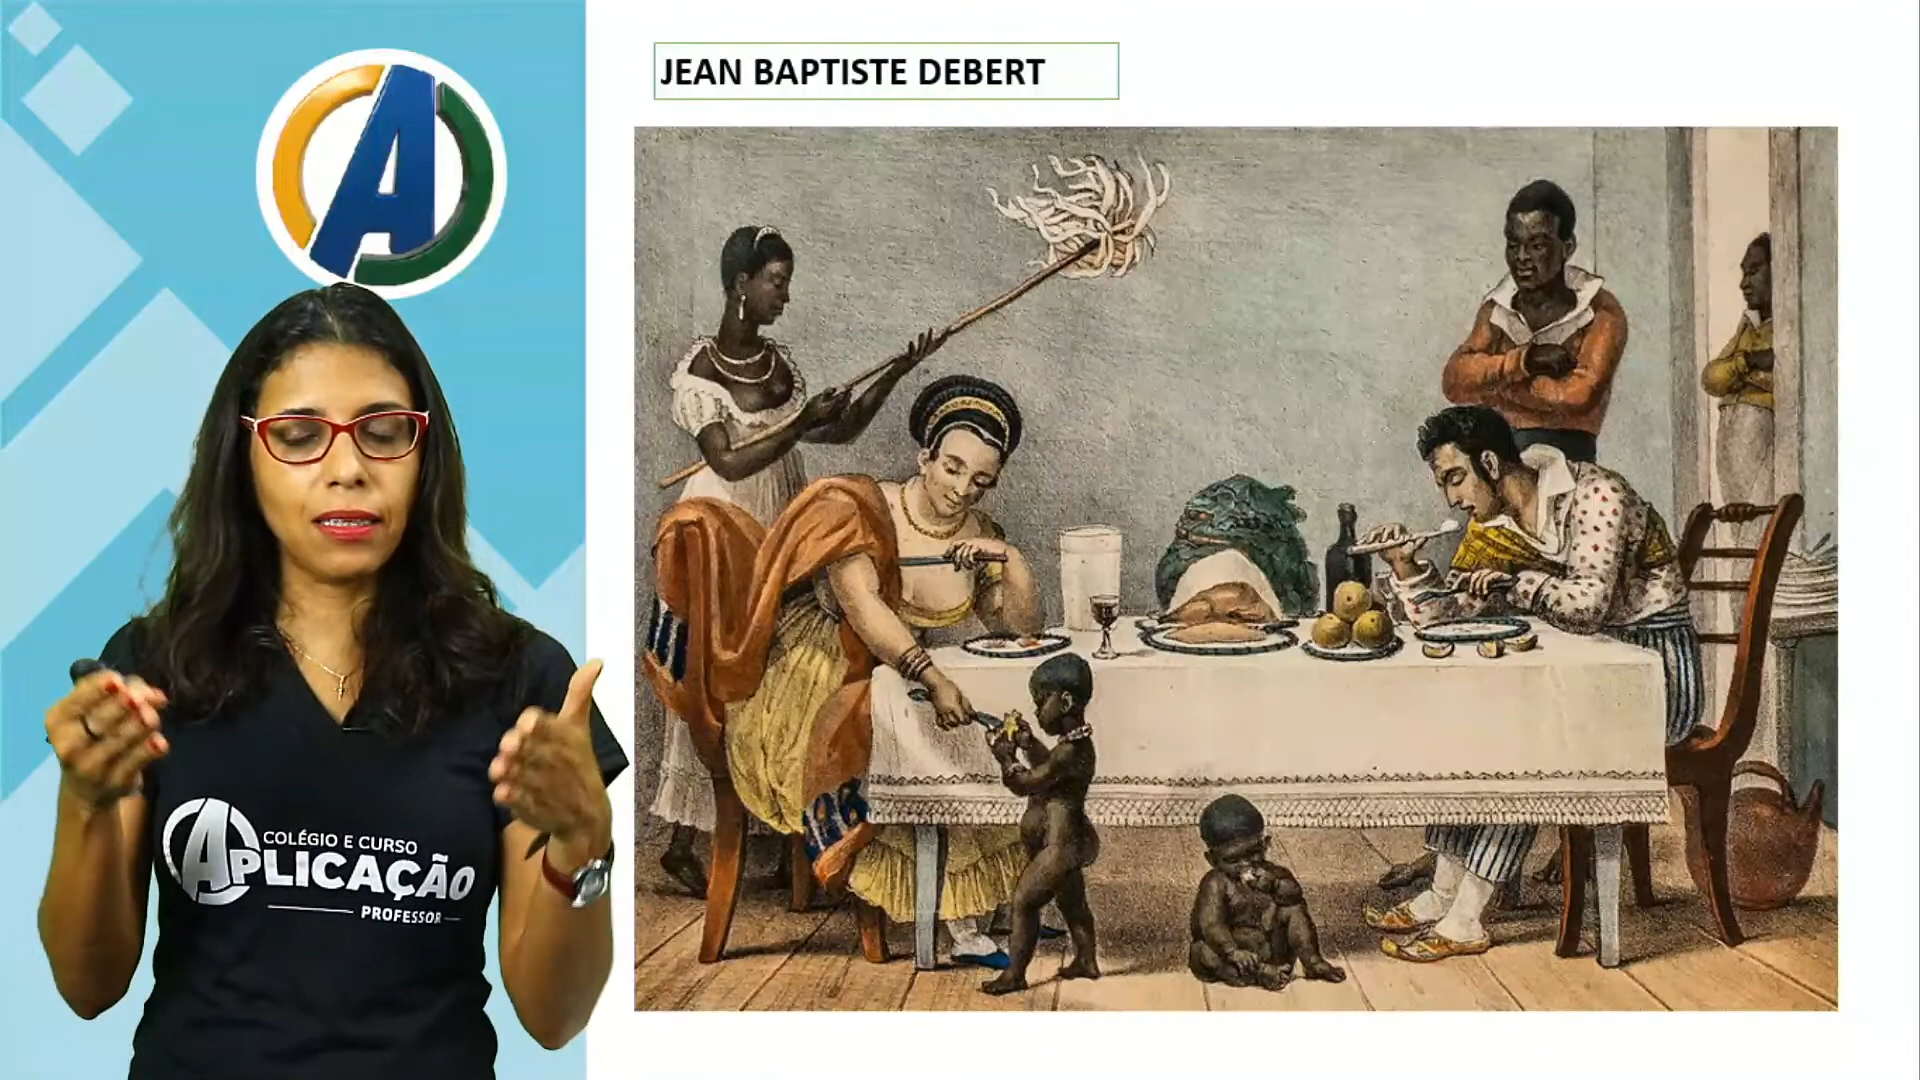 JEAN BAPTISTE DEBERT
A
COLÉGIO E CURSO
APLICAÇÃO
PROFESSOR